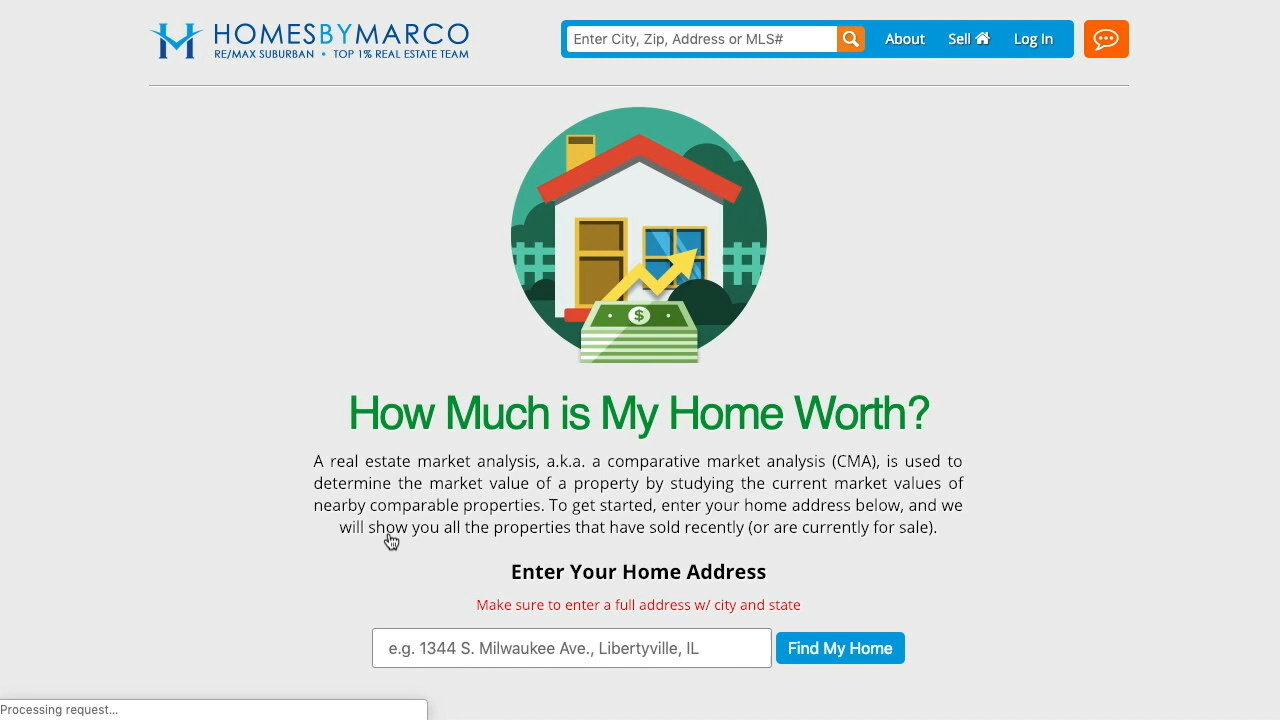 HOMESBYMARCO
RE/MAX SUBURBAN • TOP 1% REAL ESTATE TEAM
Enter City, Zip, Address or MLS#
About Sell Log In
$
How Much is My Home Worth?
A real estate market analysis, a.k.a. a comparative market analysis (CMA), is used to
determine the market value of a property by studying the current market values of
nearby comparable properties. To get started, enter your home address below, and we
will show you all the properties that have sold recently (or are currently for sale).
Enter Your Home Address
Make sure to enter a full address w/ city and state
e.g. 1344 S. Milwaukee Ave., Libertyville, IL
Find My Home
Processing request...